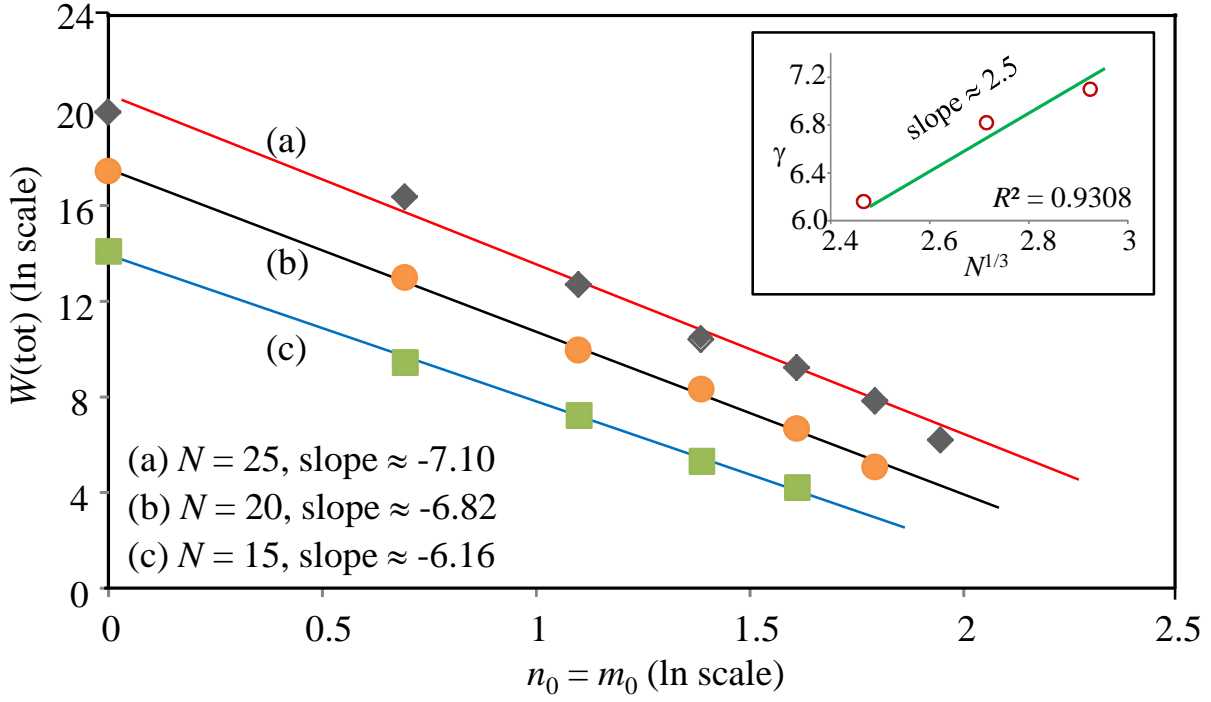 24
20
16
12
8
4
0
W(tot) (ln scale)
0
0.5
1
1.5
2
2.5
n₀ = m₀ (ln scale)
(a)
(b)
(c)
(a) N = 25, slope ≈ -7.10
(b) N = 20, slope ≈ -6.82
(c) N = 15, slope ≈ -6.16
7.2
6.8
6.4
6.0
γ
slope ≈ 2.5
R² = 0.9308
2.4
2.6
2.8
3
N^{1/3}